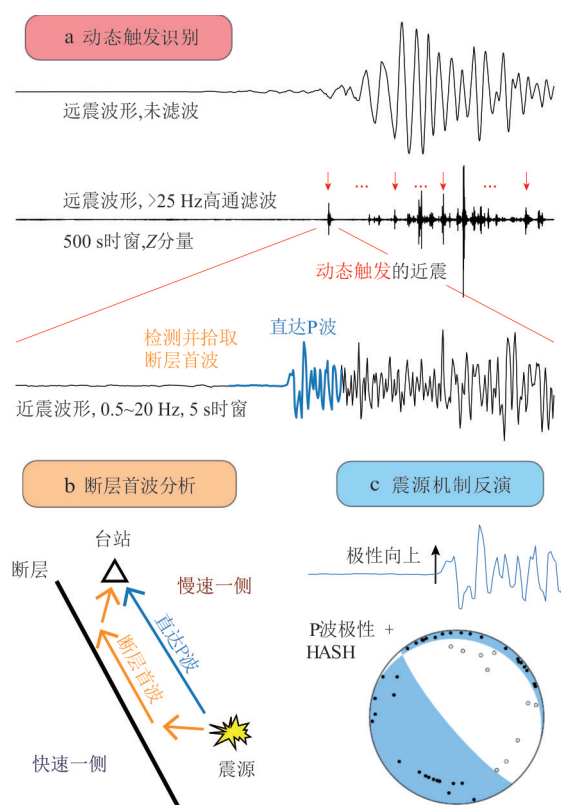 a 动态触发识别
远震波形,未滤波
远震波形, >25 Hz高通滤波
... ... ...
500 s时窗,Z分量
动态触发的近震
检测并拾取
断层首波
直达P波
近震波形, 0.5~20 Hz, 5 s时窗
b 断层首波分析
台站
断层
慢速一侧
直达P波
断层首波
快速一侧
震源
c 震源机制反演
极性向上
P波极性 +
HASH